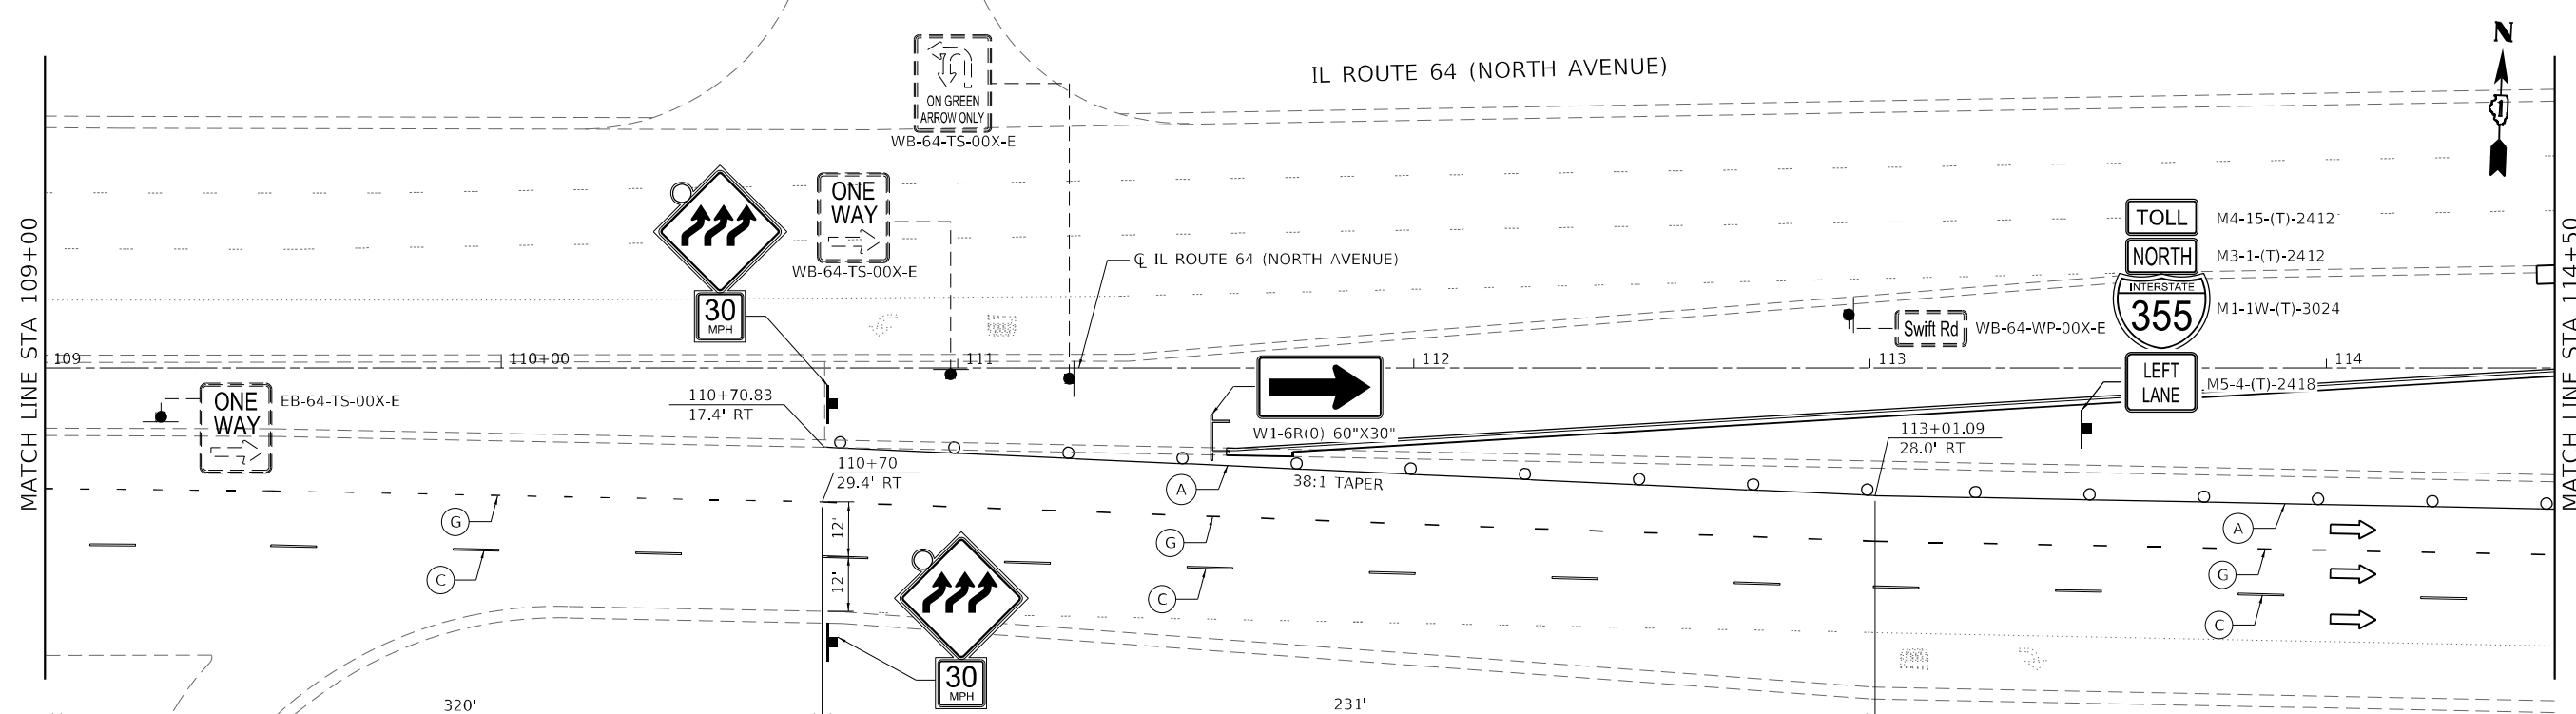 IL ROUTE 64 (NORTH AVENUE)
N
ON GREEN
ARROW ONLY
WB-64-TS-00X-E
ONE
WAY
WB-64-TS-00X-E
30
MPH
℄ IL ROUTE 64 (NORTH AVENUE)
TOLL
M4-15-(T)-2412
NORTH
M3-1-(T)-2412
INTERSTATE
355
M1-1W-(T)-3024
Swift Rd
WB-64-WP-00X-E
LEFT
LANE
M5-4-(T)-2418
MATCH LINE STA 109+00
MATCH LINE STA 114+50
109
110+00
111
112
113
114
ONE
WAY
EB-64-TS-00X-E
110+70.83
17.4' RT
W1-6R(0) 60"X30"
113+01.09
28.0' RT
110+70
29.4' RT
A
38:1 TAPER
G
12'
G
A
C
12'
C
G
C
30
MPH
320'
231'